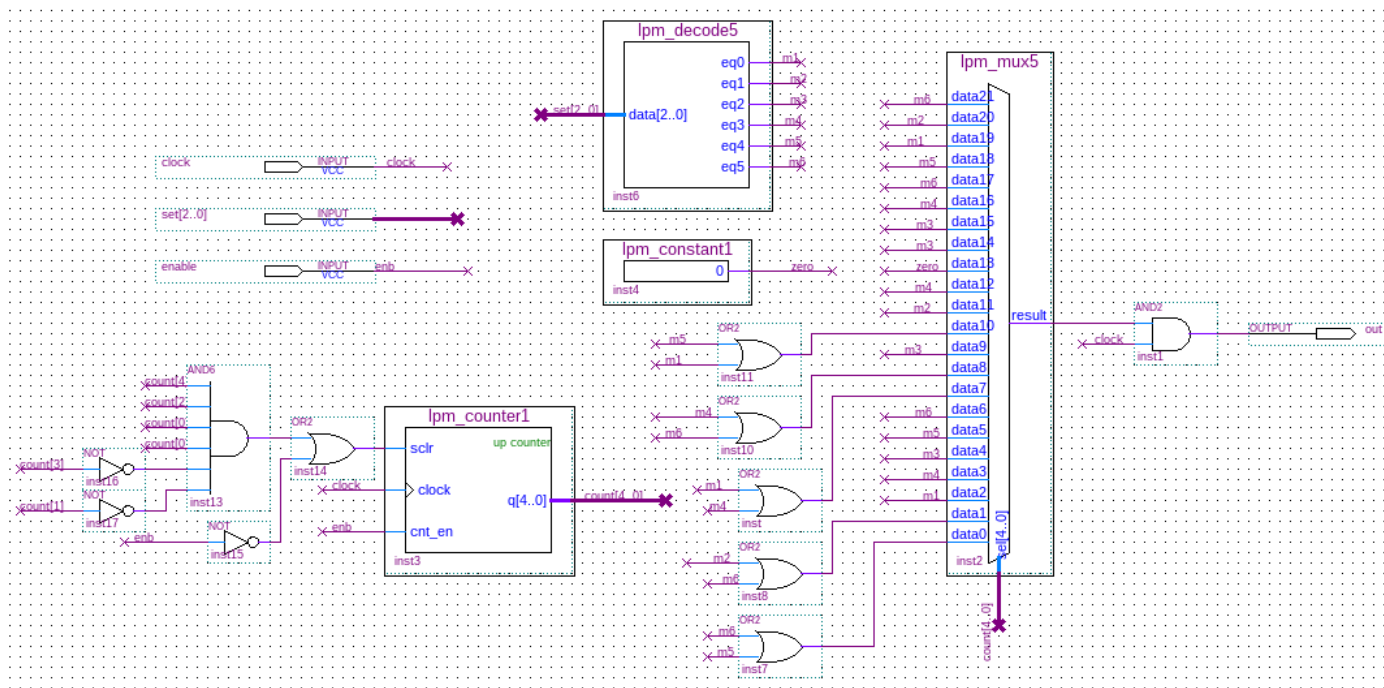 lpm_decode5
eq0 m1
eq1 m2
eq2 m3
eq3 m4
eq4 m5
eq5 m6
set[2..0] data[2..0]
inst6
clock INPUT VCC clock
set[2..0] INPUT VCC
enable INPUT VCC enb
lpm_constant1
0 zero
inst4
lpm_mux5
m6 data21
m2 data20
m1 data19
m5 data18
m6 data17
m4 data16
m3 data15
m3 data14
zero data13
m4 data12
m2 data11
data10
m3 data9
data8
data7
m6 data6
m5 data5
m3 data4
m4 data3
m1 data2
data1
data0
sel[4..0]
result
inst2
count[4..0]
AND2
clock
inst1
OUTPUT out
OR2
m5
m1
inst11
OR2
m4
m6
inst10
OR2
m1
m4
inst
OR2
m2
m6
inst8
OR2
m6
m5
inst7
AND6
count[4
count[2
count[0
count[0
inst13
NOT
count[3]
inst16
NOT
count[1]
inst17
NOT
enb
inst15
OR2
inst14
lpm_counter1
up counter
sclr
clock clock
q[4..0] count[4..0]
enb cnt_en
inst3